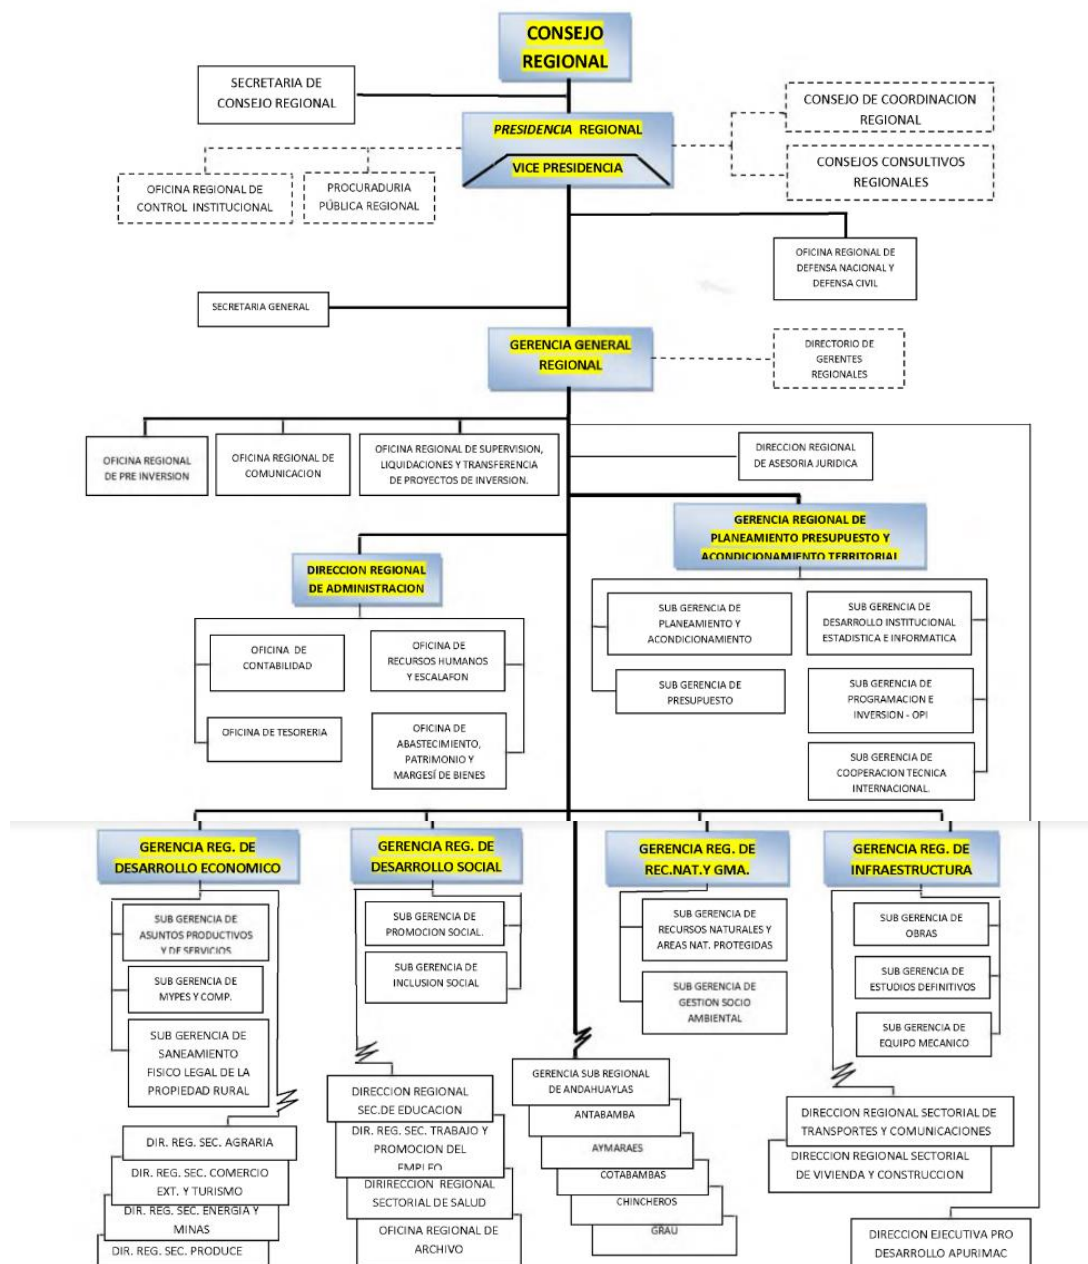 CONSEJO
REGIONAL
SECRETARIA DE
CONSEJO REGIONAL
CONSEJO DE COORDINACION
REGIONAL
PRESIDENCIA REGIONAL
VICE PRESIDENCIA
CONSEJOS CONSULTIVOS
REGIONALES
OFICINA REGIONAL DE
CONTROL INSTITUCIONAL
PROCURADURIA
PÚBLICA REGIONAL
OFICINA REGIONAL DE
DEFENSA NACIONAL Y
DEFENSA CIVIL
SECRETARIA GENERAL
GERENCIA GENERAL
REGIONAL
DIRECTORIO DE
GERENTES
REGIONALES
OFICINA REGIONAL
DE PRE INVERSION
OFICINA REGIONAL DE
COMUNICACION
OFICINA REGIONAL DE SUPERVISION,
LIQUIDACIONES Y TRANSFERENCIA
DE PROYECTOS DE INVERSION.
DIRECCION REGIONAL
DE ASESORIA JURIDICA
GERENCIA REGIONAL DE
PLANEAMIENTO PRESUPUESTO Y
ACONDICIONAMIENTO TERRITORIAL
DIRECCION REGIONAL
DE ADMINISTRACION
SUB GERENCIA DE
PLANEAMIENTO Y
ACONDICIONAMIENTO
SUB GERENCIA DE
DESARROLLO INSTITUCIONAL
ESTADISTICA E INFORMATICA
OFICINA DE
CONTABILIDAD
OFICINA DE
RECURSOS HUMANOS
Y ESCALAFON
SUB GERENCIA DE
PRESUPUESTO
SUB GERENCIA DE
PROGRAMACION E
INVERSION - OPI
OFICINA DE TESORERIA
OFICINA DE
ABASTECIMIENTO,
PATRIMONIO Y
MARGESÍ DE BIENES
SUB GERENCIA DE
COOPERACION TECNICA
INTERNACIONAL.
GERENCIA REG. DE
DESARROLLO ECONOMICO
GERENCIA REG. DE
DESARROLLO SOCIAL
GERENCIA REG. DE
REC.NAT.Y GMA.
GERENCIA REG. DE
INFRAESTRUCTURA
SUB GERENCIA DE
ASUNTOS PRODUCTIVOS
Y DE SERVICIOS
SUB GERENCIA DE
MYPES Y COMP.
SUB GERENCIA DE
SANEAMIENTO
FISICO LEGAL DE LA
PROPIEDAD RURAL
SUB GERENCIA DE
PROMOCION SOCIAL.
SUB GERENCIA DE
INCLUSION SOCIAL
SUB GERENCIA DE
RECURSOS NATURALES Y
AREAS NAT. PROTEGIDAS
SUB GERENCIA DE
GESTION SOCIO
AMBIENTAL
SUB GERENCIA DE
OBRAS
SUB GERENCIA DE
ESTUDIOS DEFINITIVOS
SUB GERENCIA DE
EQUIPO MECANICO
DIR. REG. SEC. AGRARIA
DIR. REG. SEC. COMERCIO
EXT. Y TURISMO
DIR. REG. SEC. ENERGIA Y
MINAS
DIR. REG. SEC. PRODUCE
DIRECCION REGIONAL
SEC.DE EDUCACION
DIR. REG. SEC. TRABAJO Y
PROMOCION DEL
EMPLEO
DIRIRECCION REGIONAL
SECTORIAL DE SALUD
OFICINA REGIONAL DE
ARCHIVO
GERENCIA SUB REGIONAL
DE ANDAHUAYLAS
ANTABAMBA
AYMARAES
COTABAMBAS
CHINCHEROS
GRAU
DIRECCION REGIONAL SECTORIAL DE
TRANSPORTES Y COMUNICACIONES
DIRECCION REGIONAL SECTORIAL
DE VIVIENDA Y CONSTRUCCION
DIRECCION EJECUTIVA PRO
DESARROLLO APURIMAC